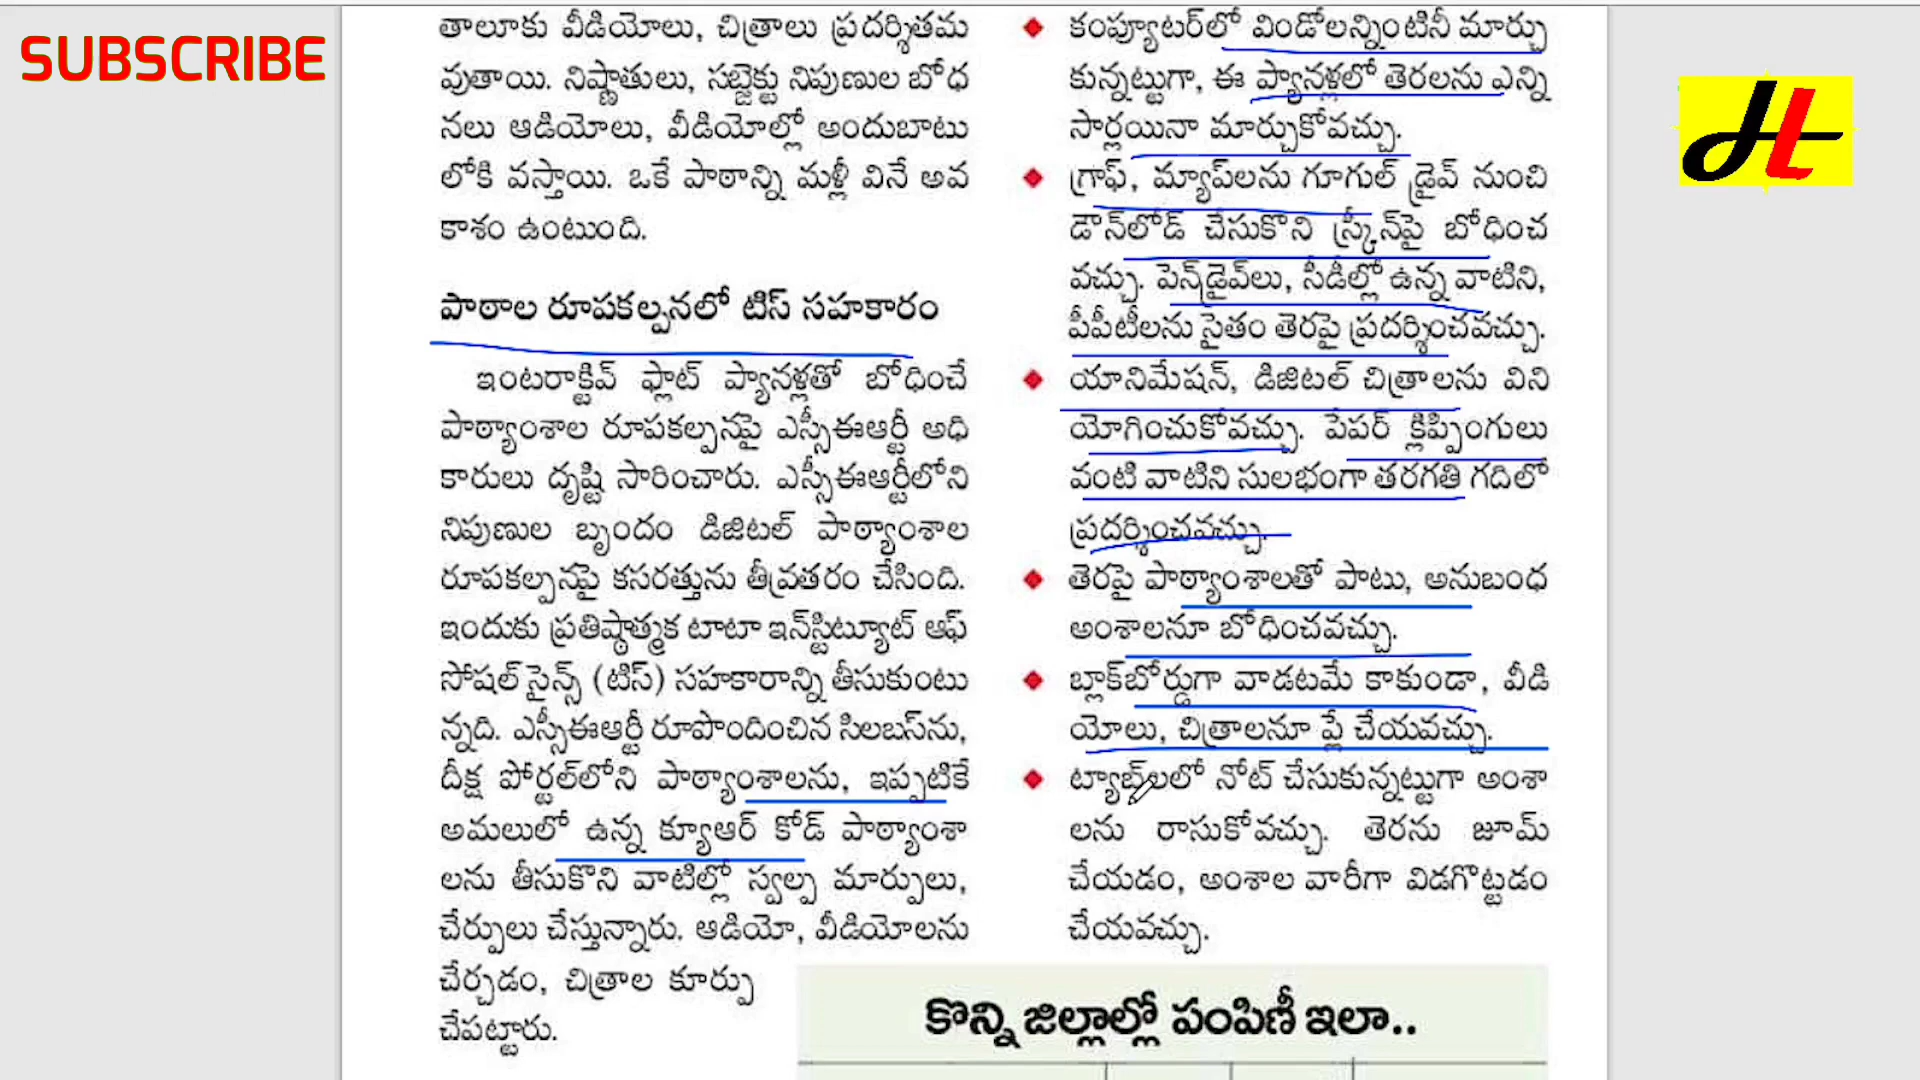 SUBSCRIBE
తాలూకు వీడియోలు, చిత్రాలు ప్రదర్శితమ
వుతాయి. నిష్ణాతులు, సబ్జెక్టు నిపుణుల బోధ
నలు ఆడియోలు, వీడియోల్లో అందుబాటు
లోకి వస్తాయి. ఒకే పాఠాన్ని మళ్లీ వినే అవ
కాశం ఉంటుంది.
పాఠాల రూపకల్పనలో టిస్ సహకారం
ఇంటరాక్టివ్ ఫ్లాట్ ప్యానళ్లతో బోధించే
పాఠ్యాంశాల రూపకల్పనపై ఎస్సీఈఆర్టీ అధి
కారులు దృష్టి సారించారు. ఎస్సీఈఆర్టీలోని
నిపుణుల బృందం డిజిటల్ పాఠ్యాంశాల
రూపకల్పనపై కసరత్తును తీవ్రతరం చేసింది.
ఇందుకు ప్రతిష్ఠాత్మక టాటా ఇన్‌స్టిట్యూట్ ఆఫ్
సోషల్ సైన్స్ (టిస్) సహకారాన్ని తీసుకుంటు
న్నది. ఎస్సీఈఆర్టీ రూపొందించిన సిలబస్‌ను,
దీక్ష పోర్టల్‌లోని పాఠ్యాంశాలను, ఇప్పటికే
అమలులో ఉన్న క్యూఆర్ కోడ్ పాఠ్యాంశా
లను తీసుకొని వాటిల్లో స్వల్ప మార్పులు,
చేర్పులు చేస్తున్నారు. ఆడియో, వీడియోలను
చేర్చడం, చిత్రాల కూర్పు
చేపట్టారు.
కంప్యూటర్‌లో విండోలన్నింటినీ మార్చు
కున్నట్టుగా, ఈ ప్యానళ్లలో తెరలను ఎన్ని
సార్లయినా మార్చుకోవచ్చు.
గ్రాఫ్, మ్యాప్‌లను గూగుల్ డ్రైవ్ నుంచి
డౌన్‌లోడ్ చేసుకొని స్క్రీన్‌పై బోధించ
వచ్చు. పెన్‌డ్రైవ్‌లు, సీడీల్లో ఉన్న వాటిని,
పీపీటీలను సైతం తెరపై ప్రదర్శించవచ్చు.
యానిమేషన్, డిజిటల్ చిత్రాలను విని
యోగించుకోవచ్చు. పేపర్ క్లిప్పింగులు
వంటి వాటిని సులభంగా తరగతి గదిలో
ప్రదర్శించవచ్చు.
తెరపై పాఠ్యాంశాలతో పాటు, అనుబంధ
అంశాలనూ బోధించవచ్చు.
బ్లాక్‌బోర్డుగా వాడటమే కాకుండా, వీడి
యోలు, చిత్రాలనూ ప్లే చేయవచ్చు.
ట్యాబ్‌లలో నోట్ చేసుకున్నట్టుగా అంశా
లను రాసుకోవచ్చు. తెరను జూమ్
చేయడం, అంశాల వారీగా విడగొట్టడం
చేయవచ్చు.
కొన్ని జిల్లాల్లో పంపిణీ ఇలా..